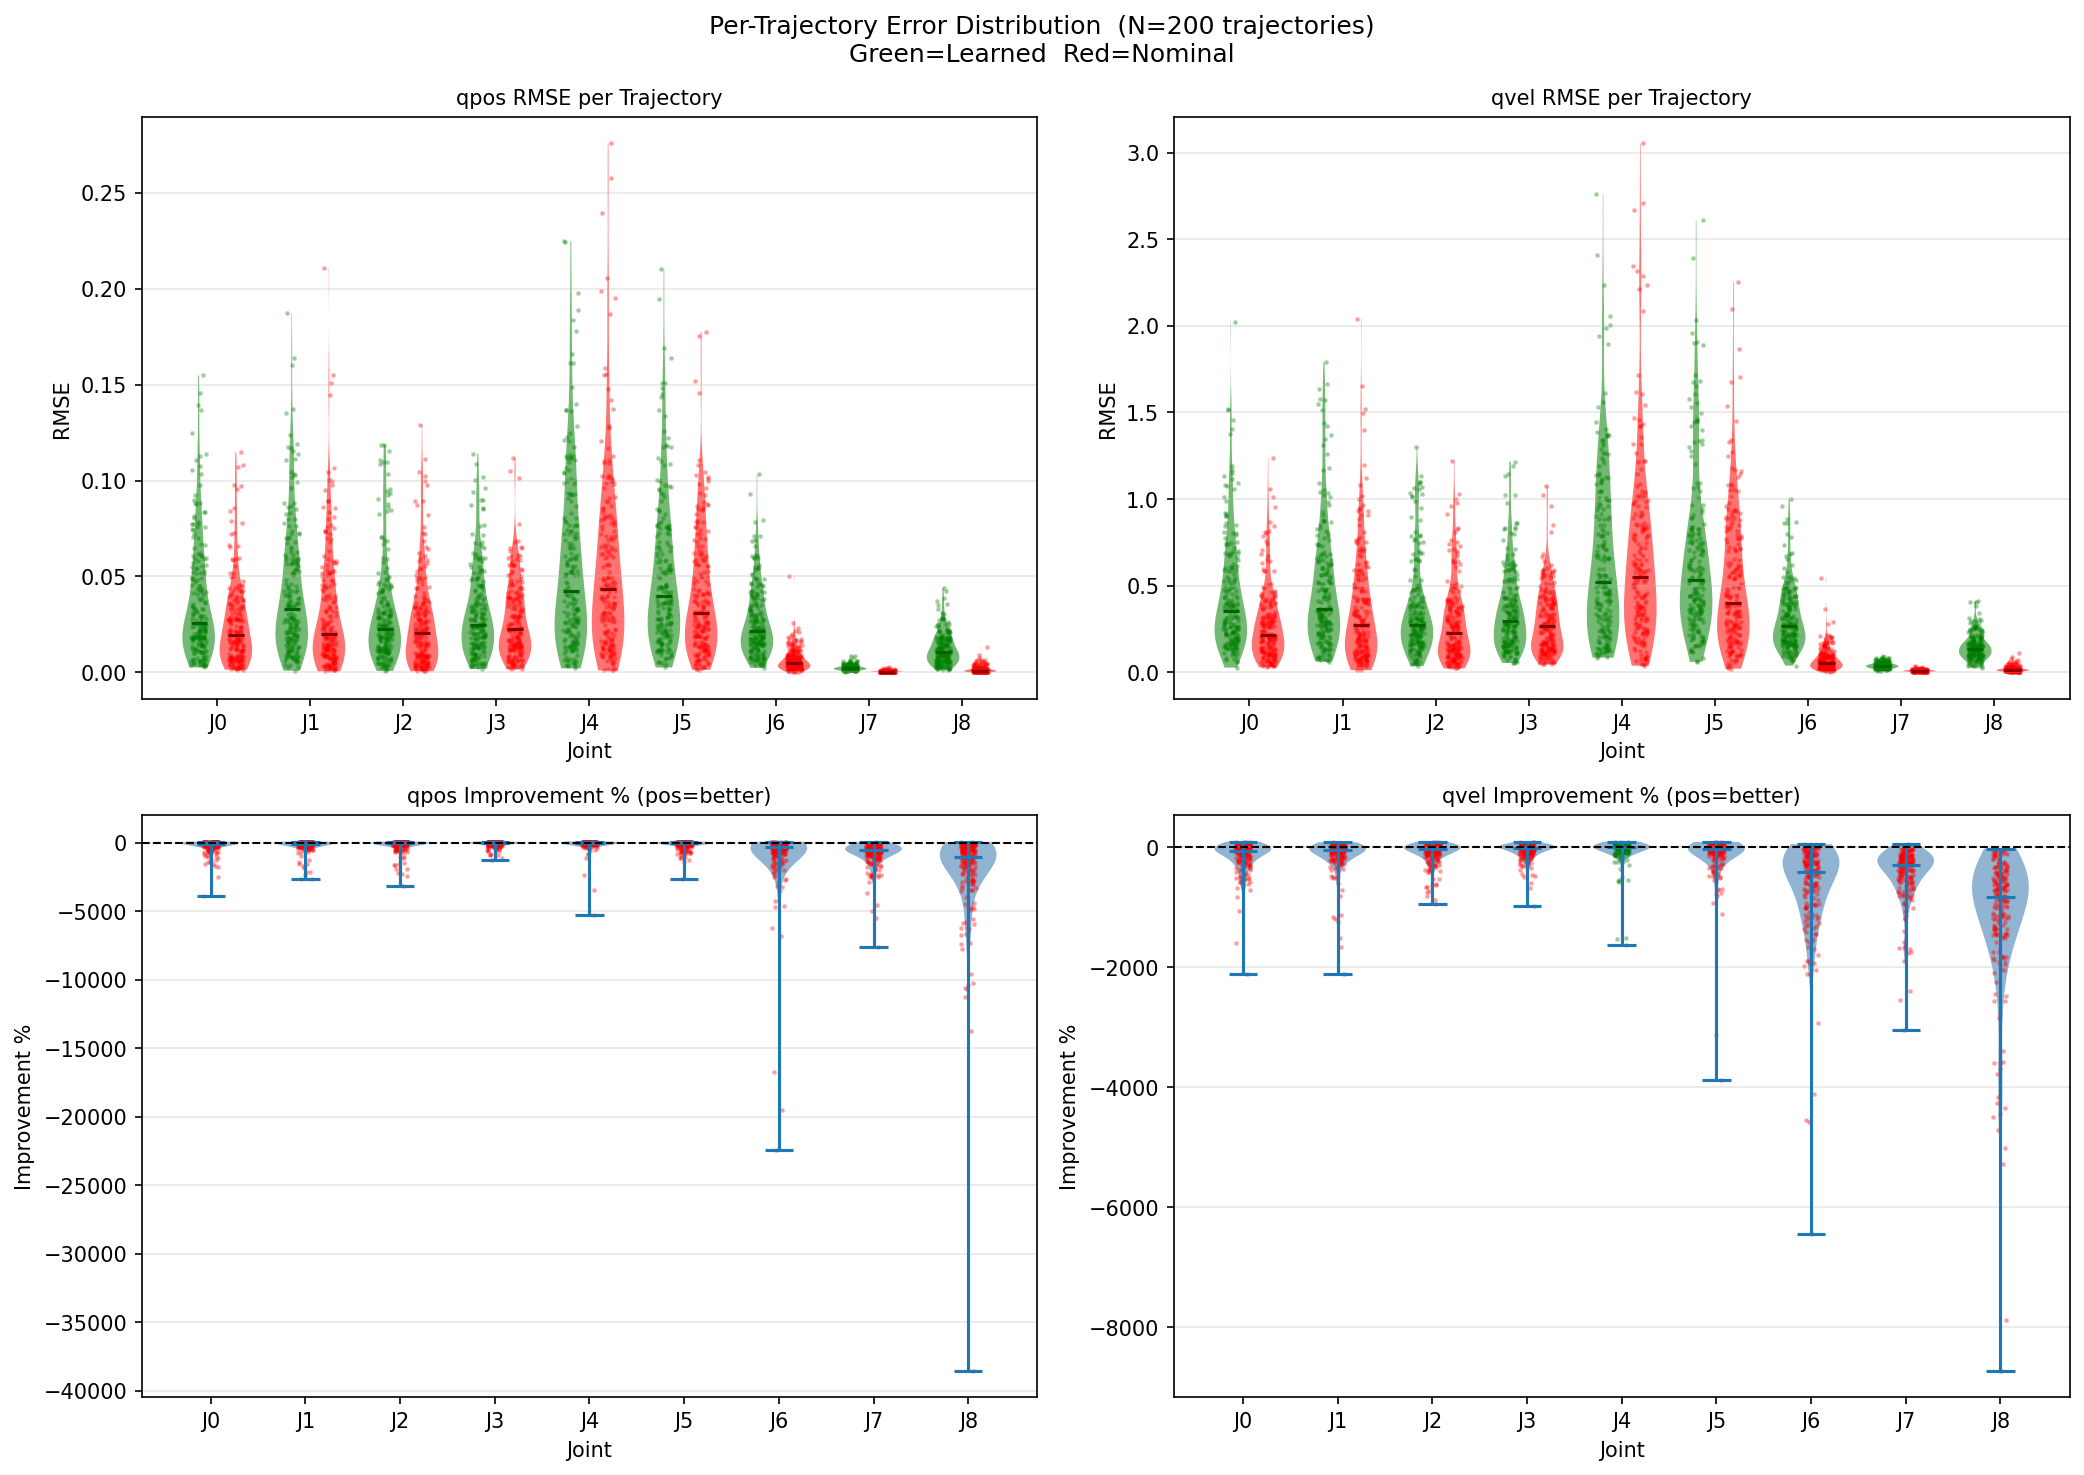 Per-Trajectory Error Distribution  (N=200 trajectories)
Green=Learned  Red=Nominal
qpos RMSE per Trajectory
RMSE
0.25
0.20
0.15
0.10
0.05
0.00
J0 J1 J2 J3 J4 J5 J6 J7 J8
Joint
qvel RMSE per Trajectory
RMSE
3.0
2.5
2.0
1.5
1.0
0.5
0.0
J0 J1 J2 J3 J4 J5 J6 J7 J8
Joint
qpos Improvement % (pos=better)
Improvement %
0
−5000
−10000
−15000
−20000
−25000
−30000
−35000
−40000
J0 J1 J2 J3 J4 J5 J6 J7 J8
Joint
qvel Improvement % (pos=better)
Improvement %
0
−2000
−4000
−6000
−8000
J0 J1 J2 J3 J4 J5 J6 J7 J8
Joint